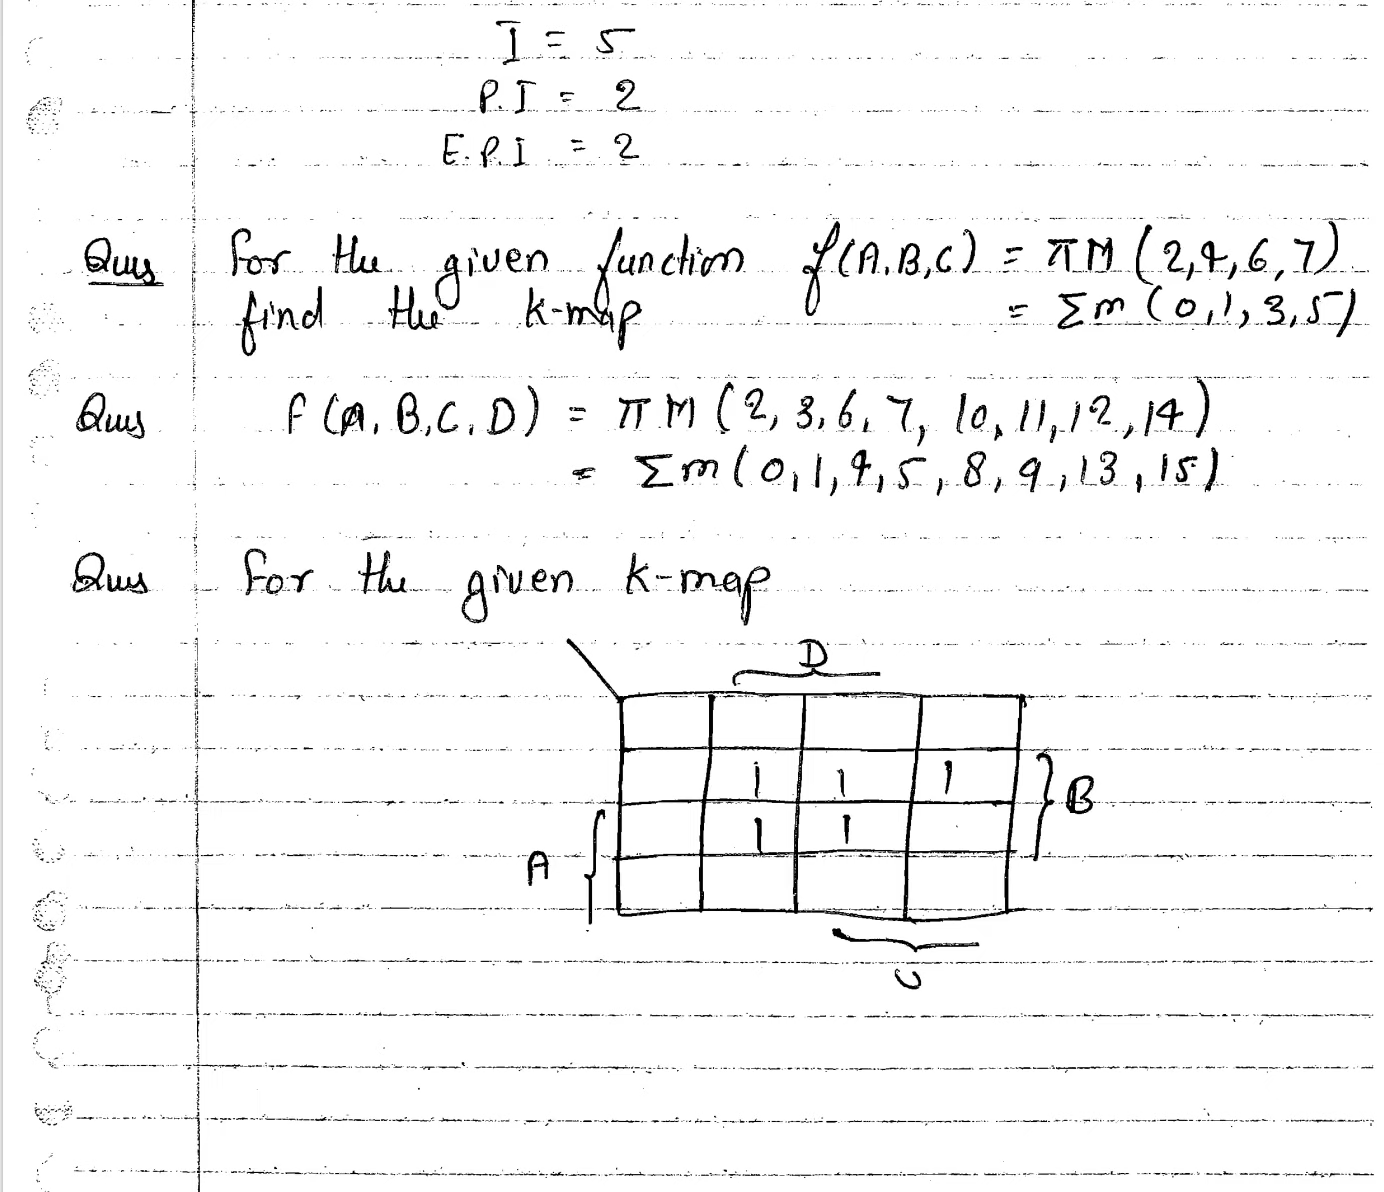 I = 5
P.I = 2
E.P.I = 2
Ques for the given function f(A,B,C) = πM (2,4,6,7)
find the k-map = Σm (0,1,3,5)
Ques f (A,B,C,D) = πM (2,3,6,7,10,11,12,14)
= Σm (0,1,4,5,8,9,13,15)
Ques for the given k-map
D
1 1 1 B
1 1
A
C